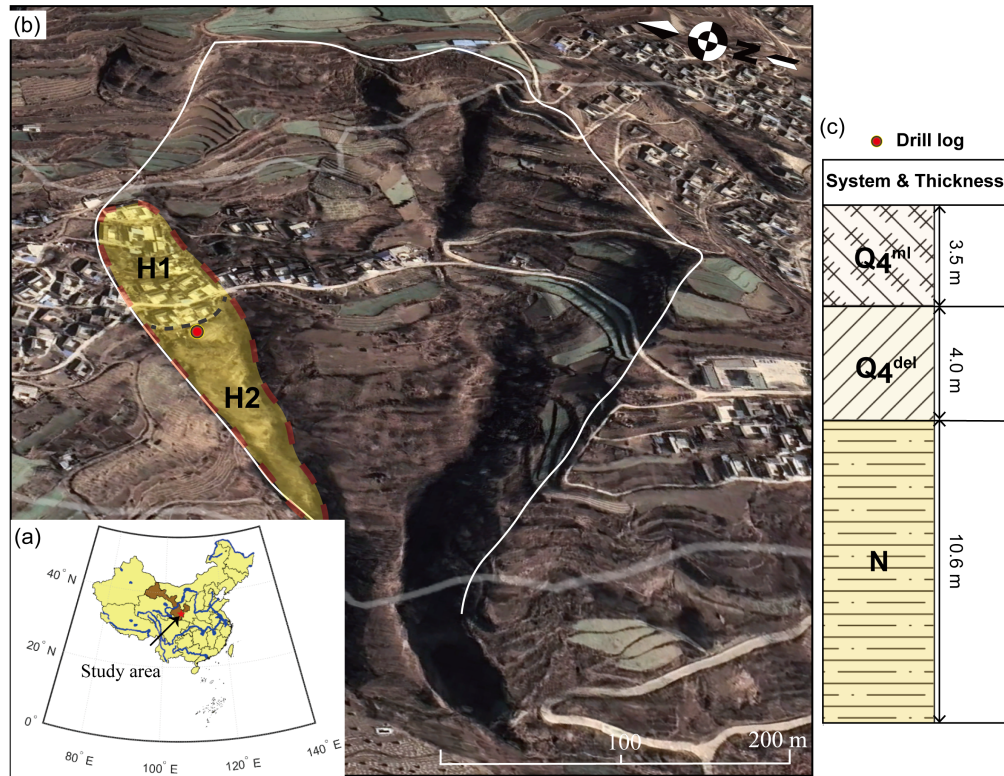 (b)
N
H1
H2
100
200 m
(a)
40° N
20° N
0°
80° E
100° E
120° E
140° E
Study area
(c)
Drill log
System & Thickness
Q4ml
3.5 m
Q4del
4.0 m
N
10.6 m